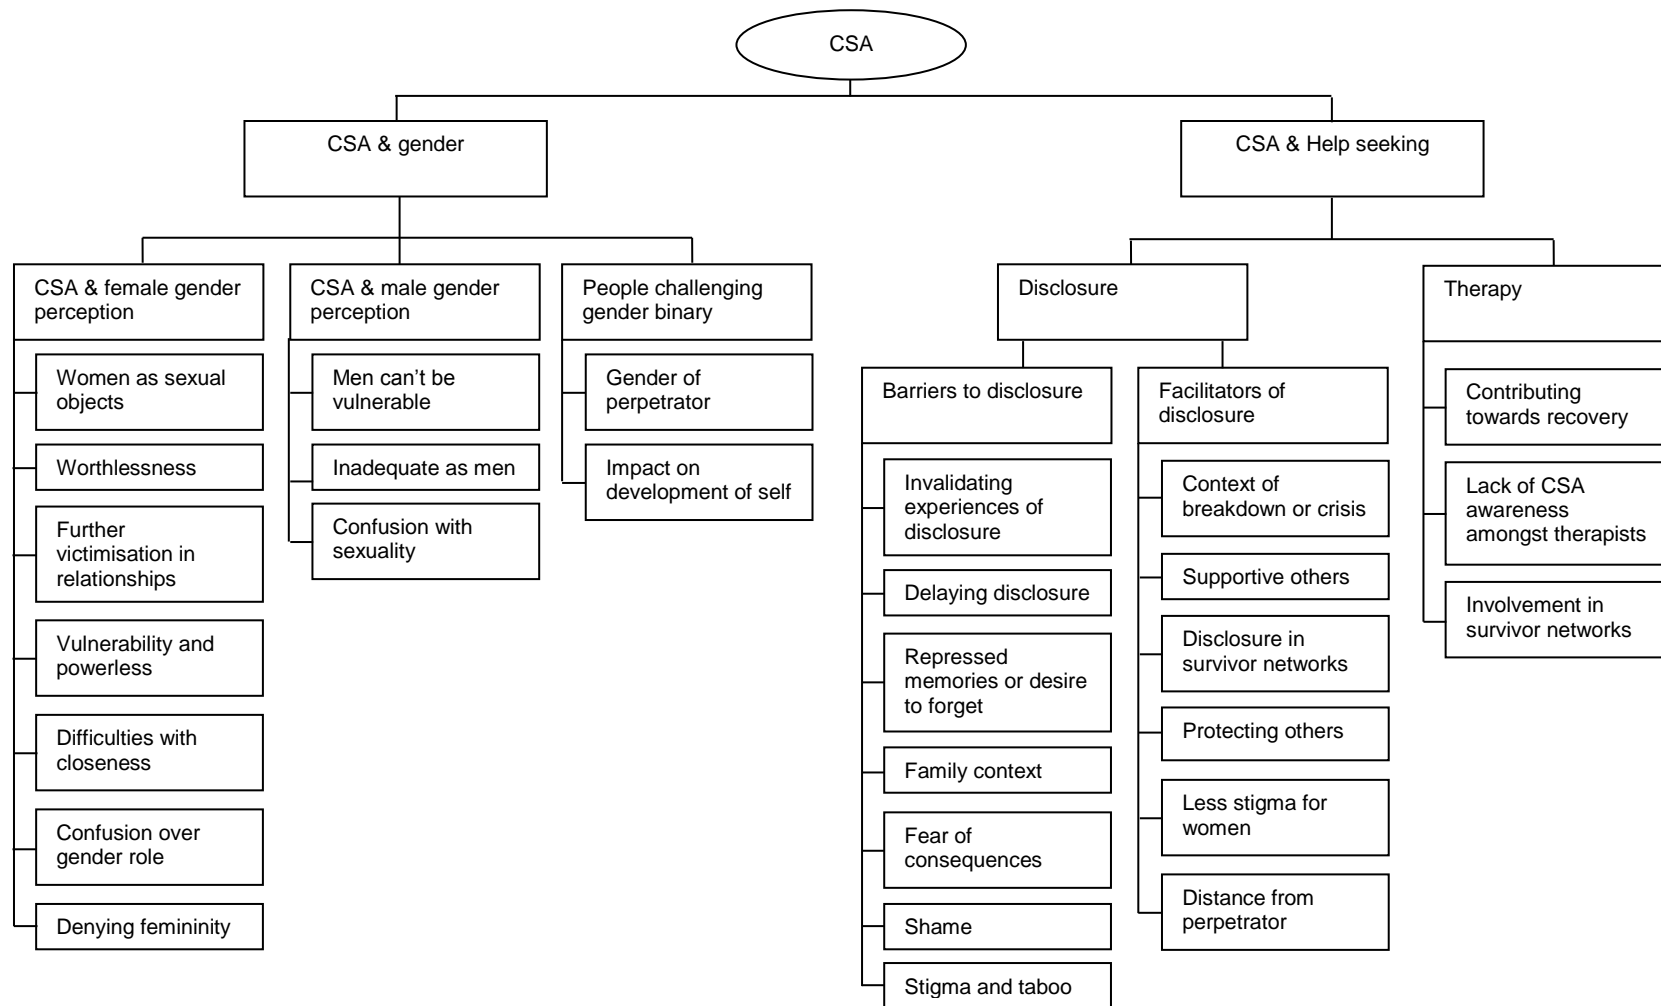 CSA
CSA & gender
CSA & Help seeking
CSA & female gender
perception
CSA & male gender
perception
People challenging
gender binary
Disclosure
Therapy
Women as sexual
objects
Worthlessness
Further
victimisation in
relationships
Vulnerability and
powerless
Difficulties with
closeness
Confusion over
gender role
Denying femininity
Men can’t be
vulnerable
Inadequate as men
Confusion with
sexuality
Gender of
perpetrator
Impact on
development of self
Barriers to disclosure
Invalidating
experiences of
disclosure
Delaying disclosure
Repressed
memories or desire
to forget
Family context
Fear of
consequences
Shame
Stigma and taboo
Facilitators of
disclosure
Context of
breakdown or crisis
Supportive others
Disclosure in
survivor networks
Protecting others
Less stigma for
women
Distance from
perpetrator
Contributing
towards recovery
Lack of CSA
awareness
amongst therapists
Involvement in
survivor networks